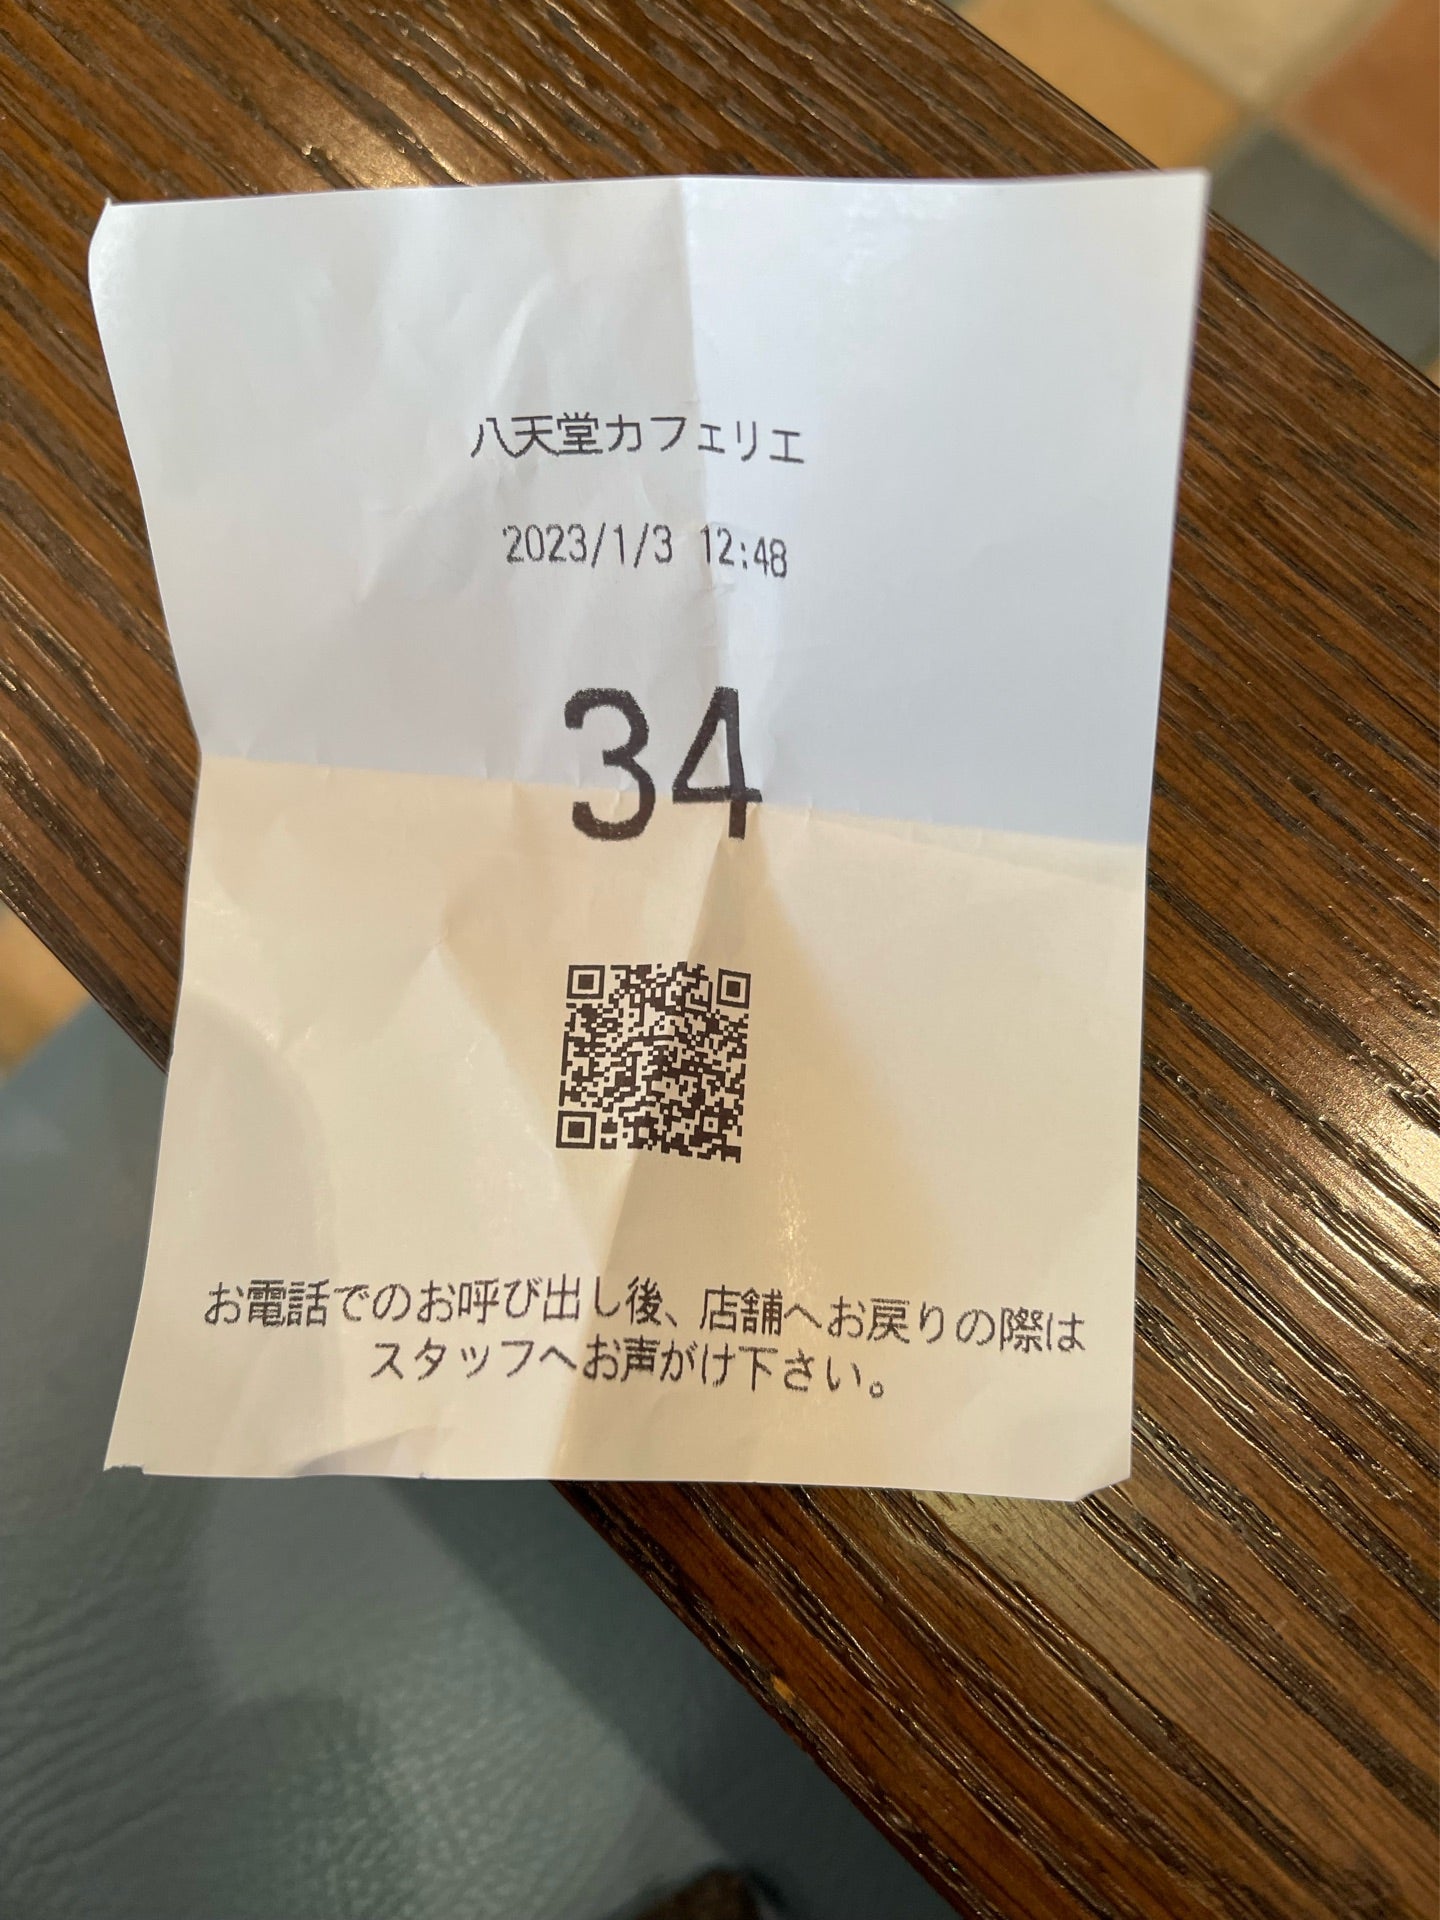 八天堂カフェリエ
2023/1/3 12:48
34
お電話でのお呼び出し後、店舗へお戻りの際は
スタッフへお声がけ下さい。